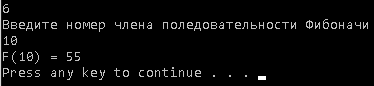 6
Введите номер члена поледовательности Фибоначи
10
F(10) = 55
Press any key to continue . . .